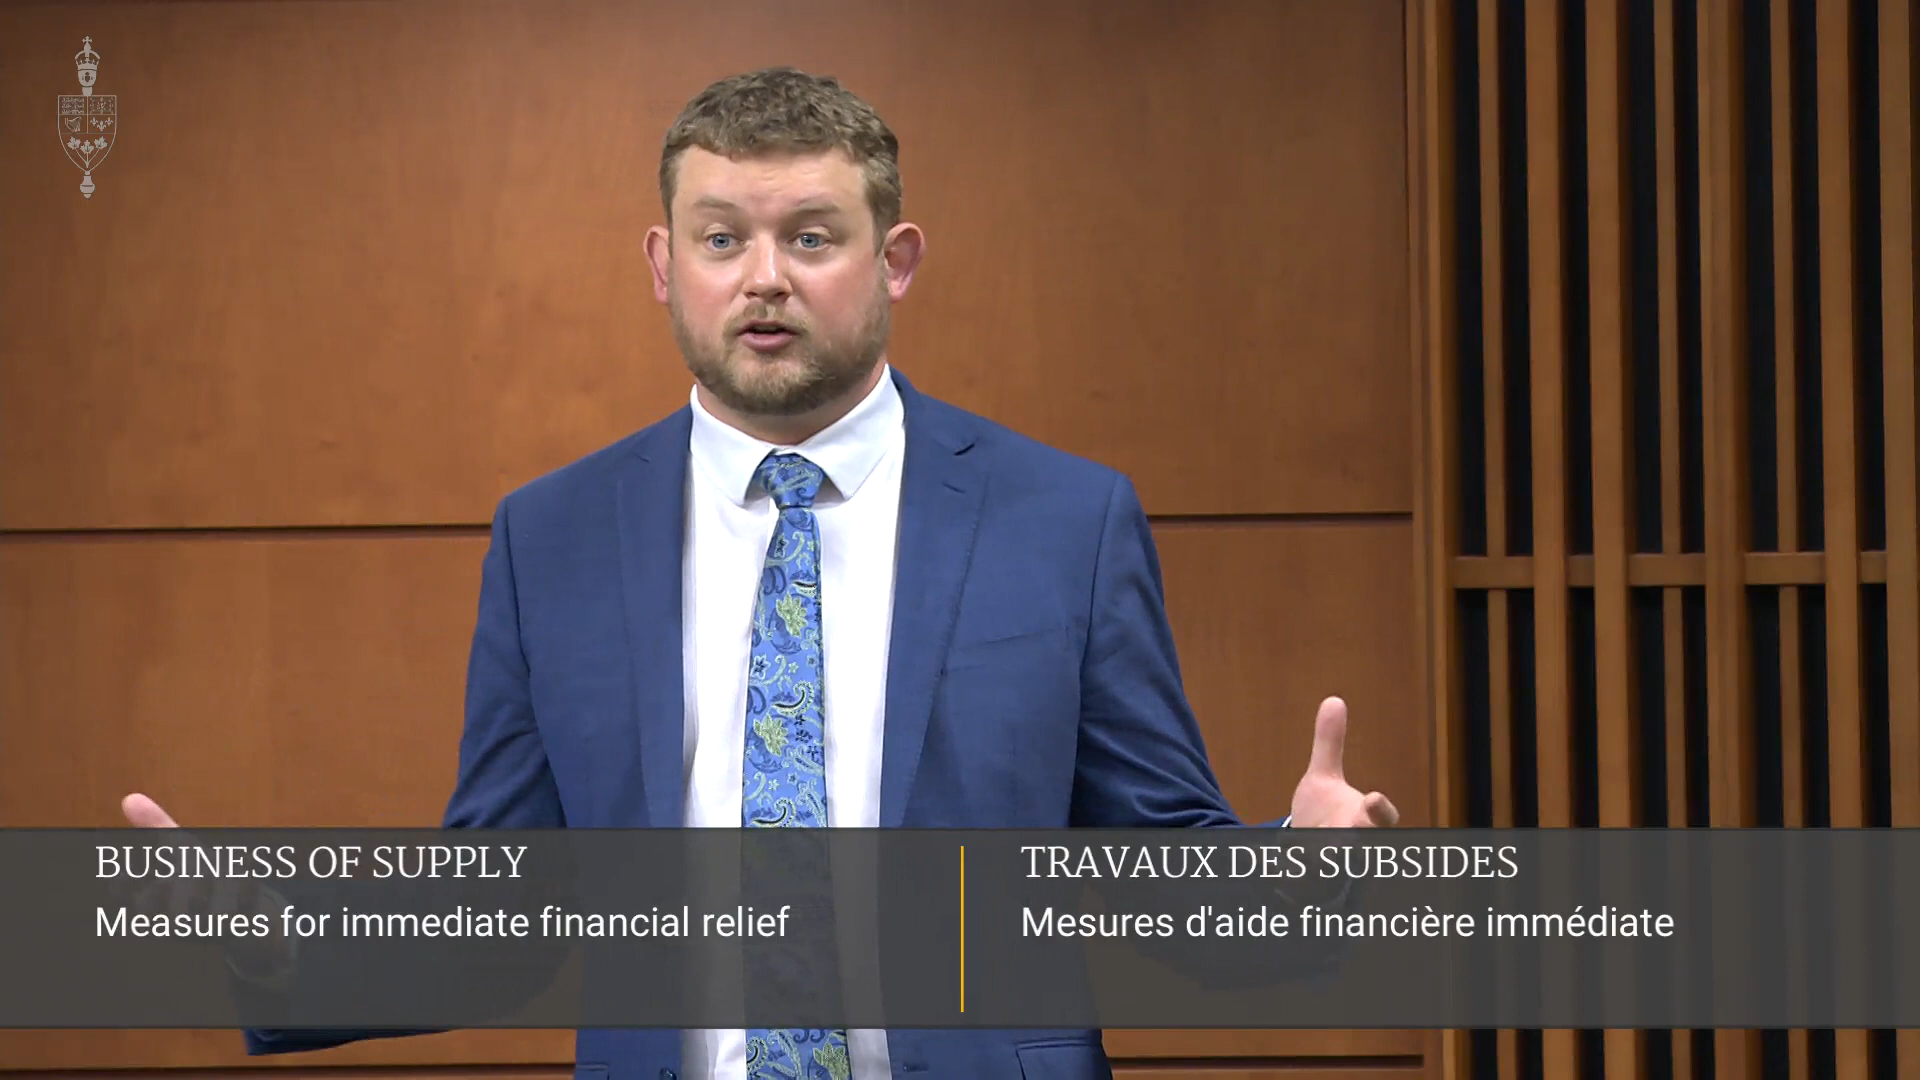 BUSINESS OF SUPPLY
Measures for immediate financial relief
TRAVAUX DES SUBSIDES
Mesures d'aide financière immédiate